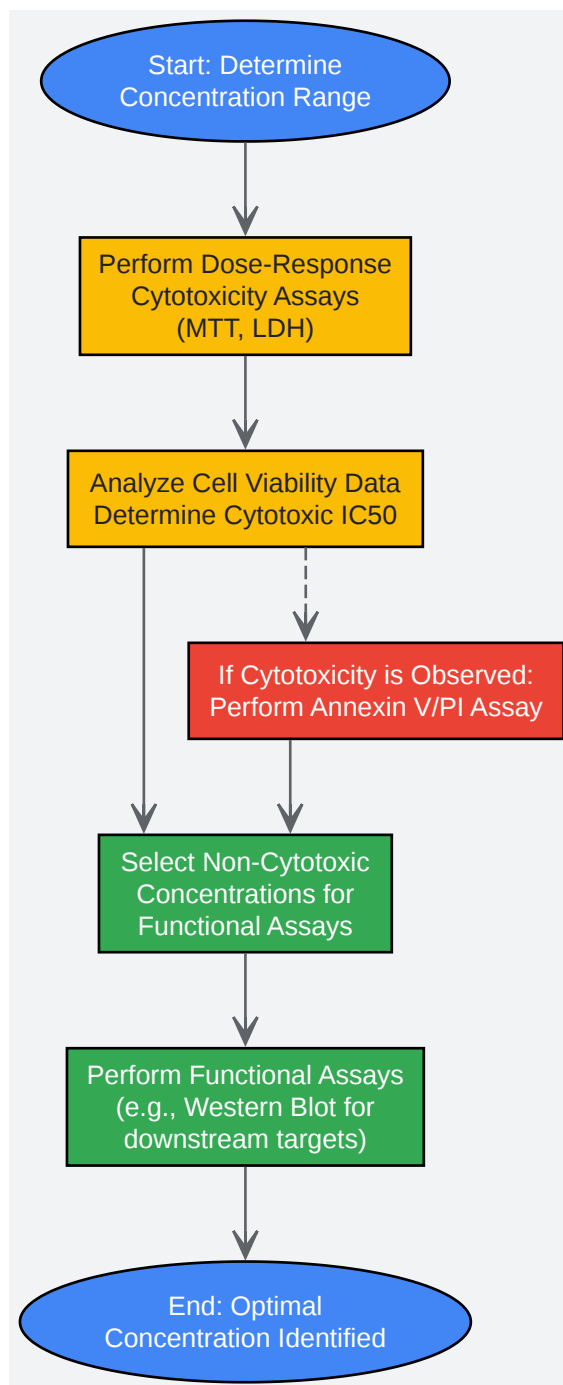 Start: Determine
Concentration Range
Perform Dose-Response
Cytotoxicity Assays
(MTT, LDH)
Analyze Cell Viability Data
Determine Cytotoxic IC50
If Cytotoxicity is Observed:
Perform Annexin V/PI Assay
Select Non-Cytotoxic
Concentrations for
Functional Assays
Perform Functional Assays
(e.g., Western Blot for
downstream targets)
End: Optimal
Concentration Identified